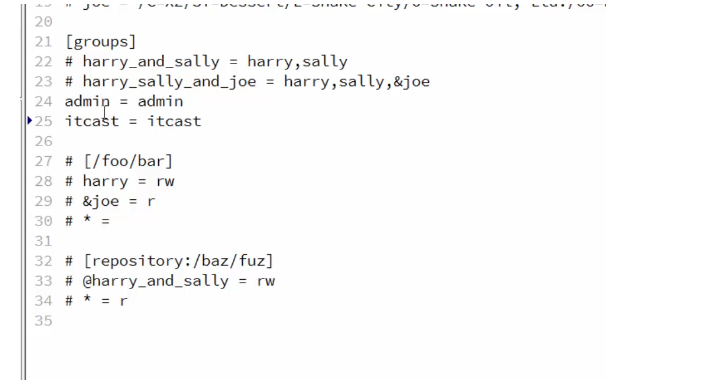 20
21 [groups]
22 # harry_and_sally = harry,sally
23 # harry_sally_and_joe = harry,sally,&joe
24 admin = admin
25 itcast = itcast
26
27 # [/foo/bar]
28 # harry = rw
29 # &joe = r
30 # * =
31
32 # [repository:/baz/fuz]
33 # @harry_and_sally = rw
34 # * = r
35